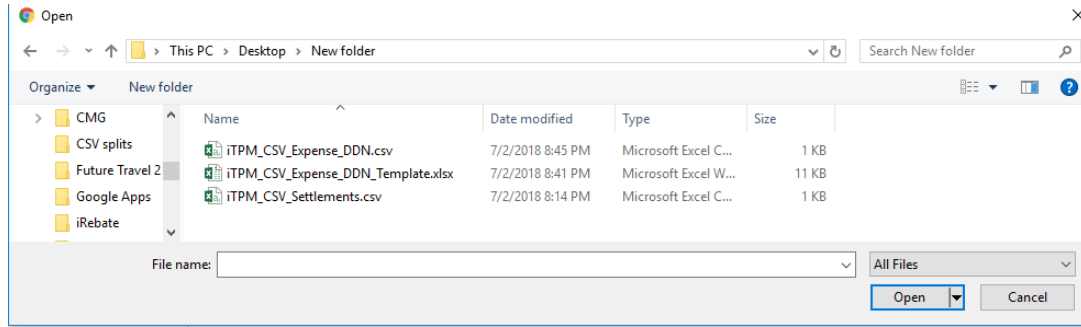 Open
This PC > Desktop > New folder Search New folder
Organize New folder
CMG
CSV splits
Future Travel 2
Google Apps
iRebate
Name Date modified Type Size
iTPM_CSV_Expense_DDN.csv 7/2/2018 8:45 PM Microsoft Excel C... 1 KB
iTPM_CSV_Expense_DDN_Template.xlsx 7/2/2018 8:41 PM Microsoft Excel W... 11 KB
iTPM_CSV_Settlements.csv 7/2/2018 8:14 PM Microsoft Excel C... 1 KB
File name: All Files
Open Cancel